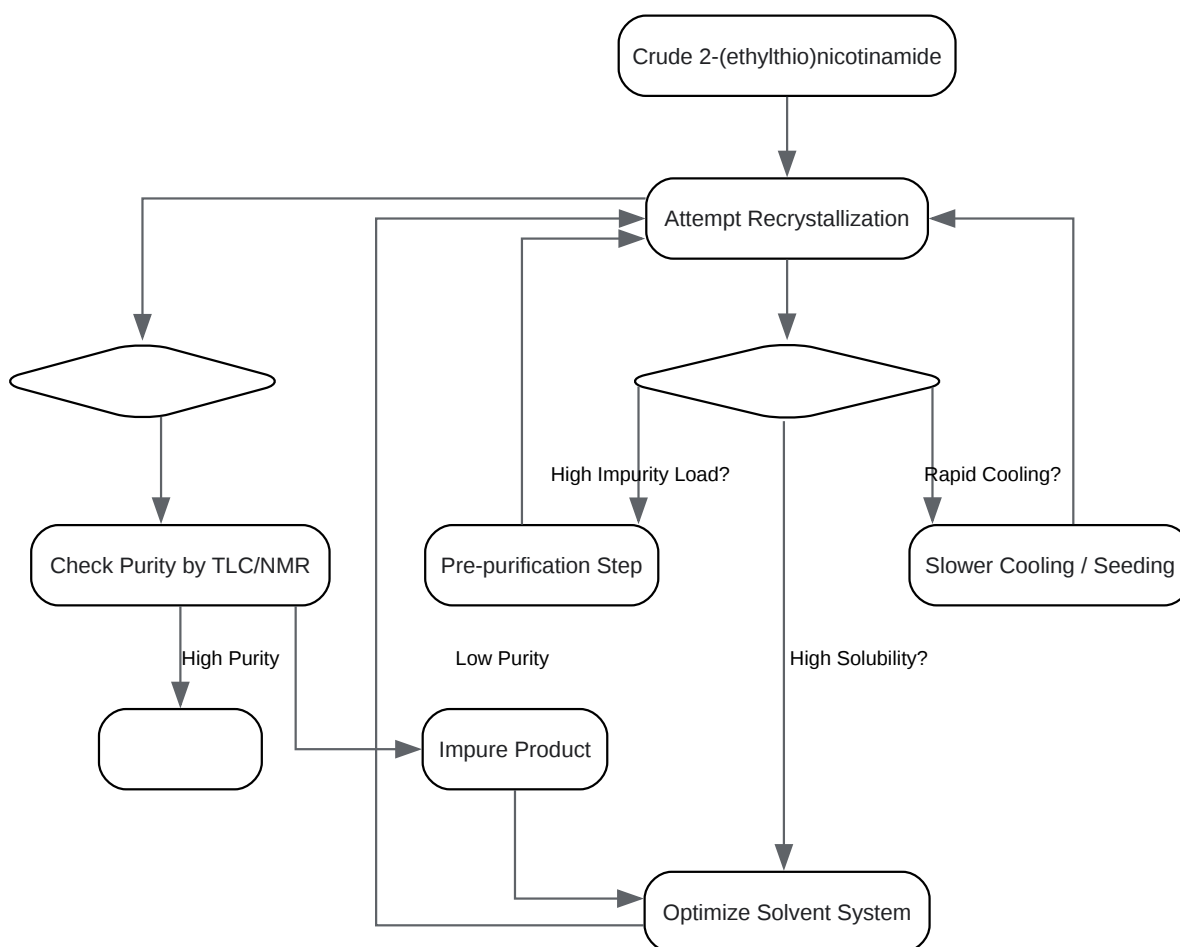 Crude 2-(ethylthio)nicotinamide
Attempt Recrystallization
High Impurity Load?
Rapid Cooling?
Check Purity by TLC/NMR
Pre-purification Step
Slower Cooling / Seeding
High Purity
Low Purity
High Solubility?
Impure Product
Optimize Solvent System